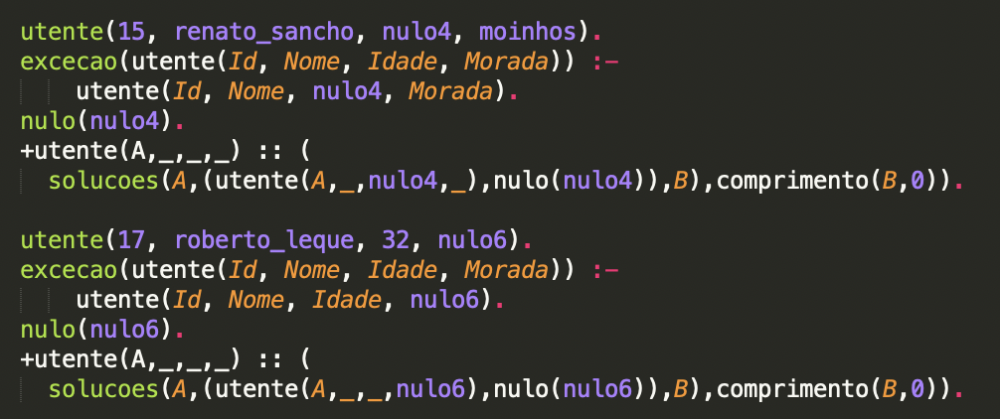 utente(15, renato_sancho, nulo4, moinhos).
excecao(utente(Id, Nome, Idade, Morada)) :-
    utente(Id, Nome, nulo4, Morada).
nulo(nulo4).
+utente(A,_,_,_) :: (
  solucoes(A,(utente(A,_,nulo4,_),nulo(nulo4)),B),comprimento(B,0)).

utente(17, roberto_leque, 32, nulo6).
excecao(utente(Id, Nome, Idade, Morada)) :-
    utente(Id, Nome, Idade, nulo6).
nulo(nulo6).
+utente(A,_,_,_) :: (
  solucoes(A,(utente(A,_,_,nulo6),nulo(nulo6)),B),comprimento(B,0)).